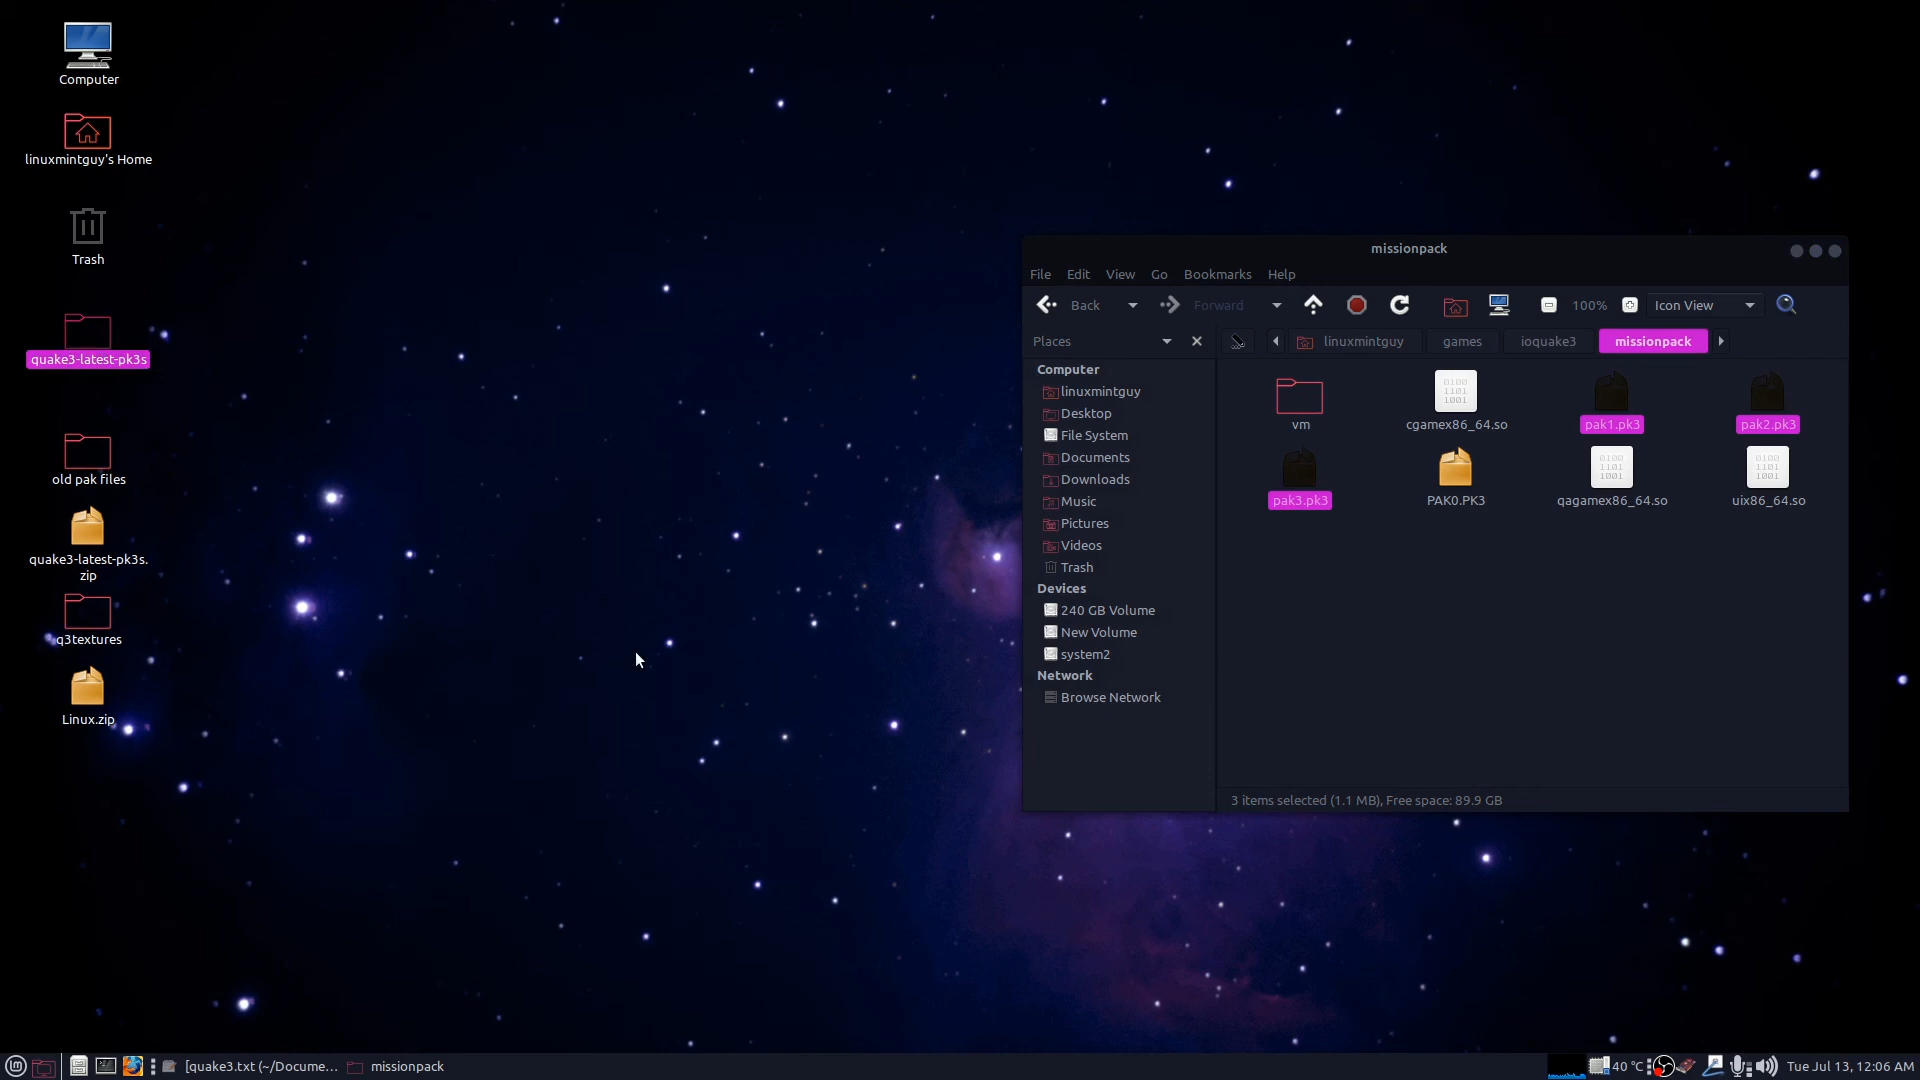 Computer
linuxmintguy's Home
Trash
quake3-latest-pk3s
old pak files
quake3-latest-pk3s.
zip
q3textures
Linux.zip
missionpack
File Edit View Go Bookmarks Help
Back Forward 100% Icon View
Places
linuxmintguy games ioquake3 missionpack
Computer
linuxmintguy
Desktop
File System
Documents
Downloads
Music
Pictures
Videos
Trash
Devices
240 GB Volume
New Volume
system2
Network
Browse Network
vm cgamex86_64.so pak1.pk3 pak2.pk3
pak3.pk3 PAK0.PK3 qagamex86_64.so uix86_64.so
3 items selected (1.1 MB), Free space: 89.9 GB
[quake3.txt (~/Docume... missionpack 40 °C Tue Jul 13, 12:06 AM